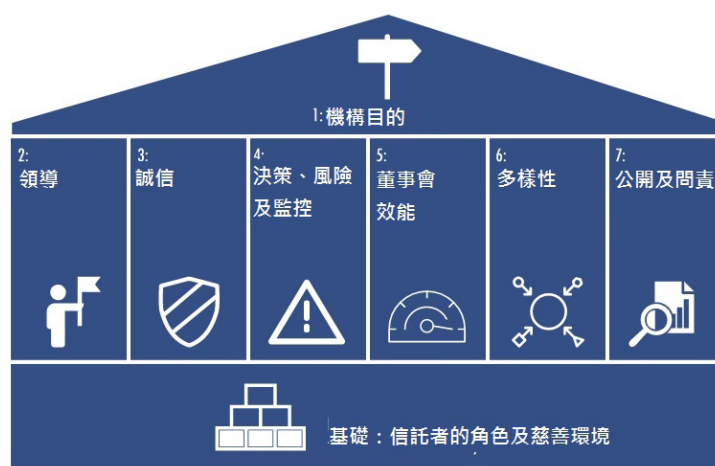 1:機構目的
2:
領導
3:
誠信
4:
決策、風險
及監控
5:
董事會
效能
6:
多樣性
7:
公開及問責
基礎：信託者的角色及慈善環境